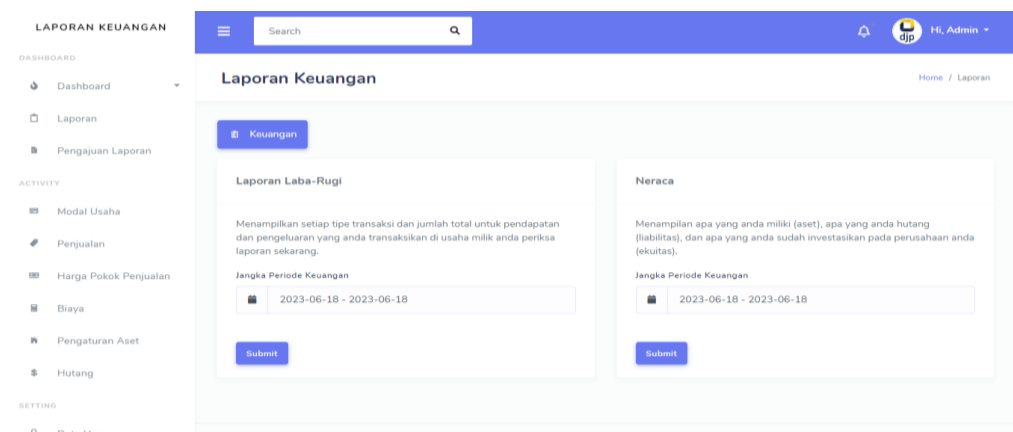 LAPORAN KEUANGAN
DASHBOARD
Dashboard
Laporan
Pengajuan Laporan
ACTIVITY
Modal Usaha
Penjualan
Harga Pokok Penjualan
Biaya
Pengaturan Aset
Hutang
SETTING
Search
djp
Hi, Admin
Laporan Keuangan
Home / Laporan
Keuangan
Laporan Laba-Rugi
Menampilkan setiap tipe transaksi dan jumlah total untuk pendapatan
dan pengeluaran yang anda transaksikan di usaha milik anda periksa
laporan sekarang.
Jangka Periode Keuangan
2023-06-18 - 2023-06-18
Submit
Neraca
Menampilan apa yang anda miliki (aset), apa yang anda hutang
(liabilitas), dan apa yang anda sudah investasikan pada perusahaan anda
(ekuitas).
Jangka Periode Keuangan
2023-06-18 - 2023-06-18
Submit